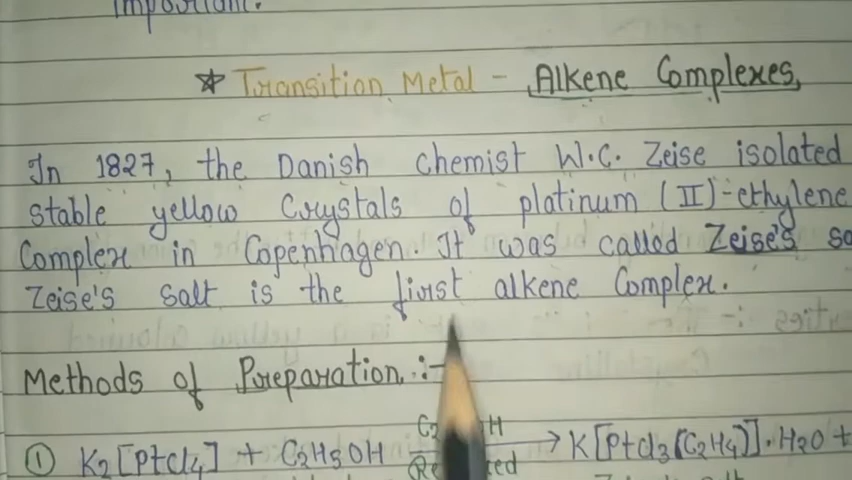 important.
☆ Transition Metal - Alkene Complexes,
In 1827, the Danish chemist W.C. Zeise isolated
stable yellow Crystals of platinum (II)-ethylene
Complex in Copenhagen. It was called Zeise's
Zeise's salt is the first alkene Complex.
Methods of Preparation :-
① K2[PtCl4] + C2H5OH → K[PtCl3(C2H4)].H2O +